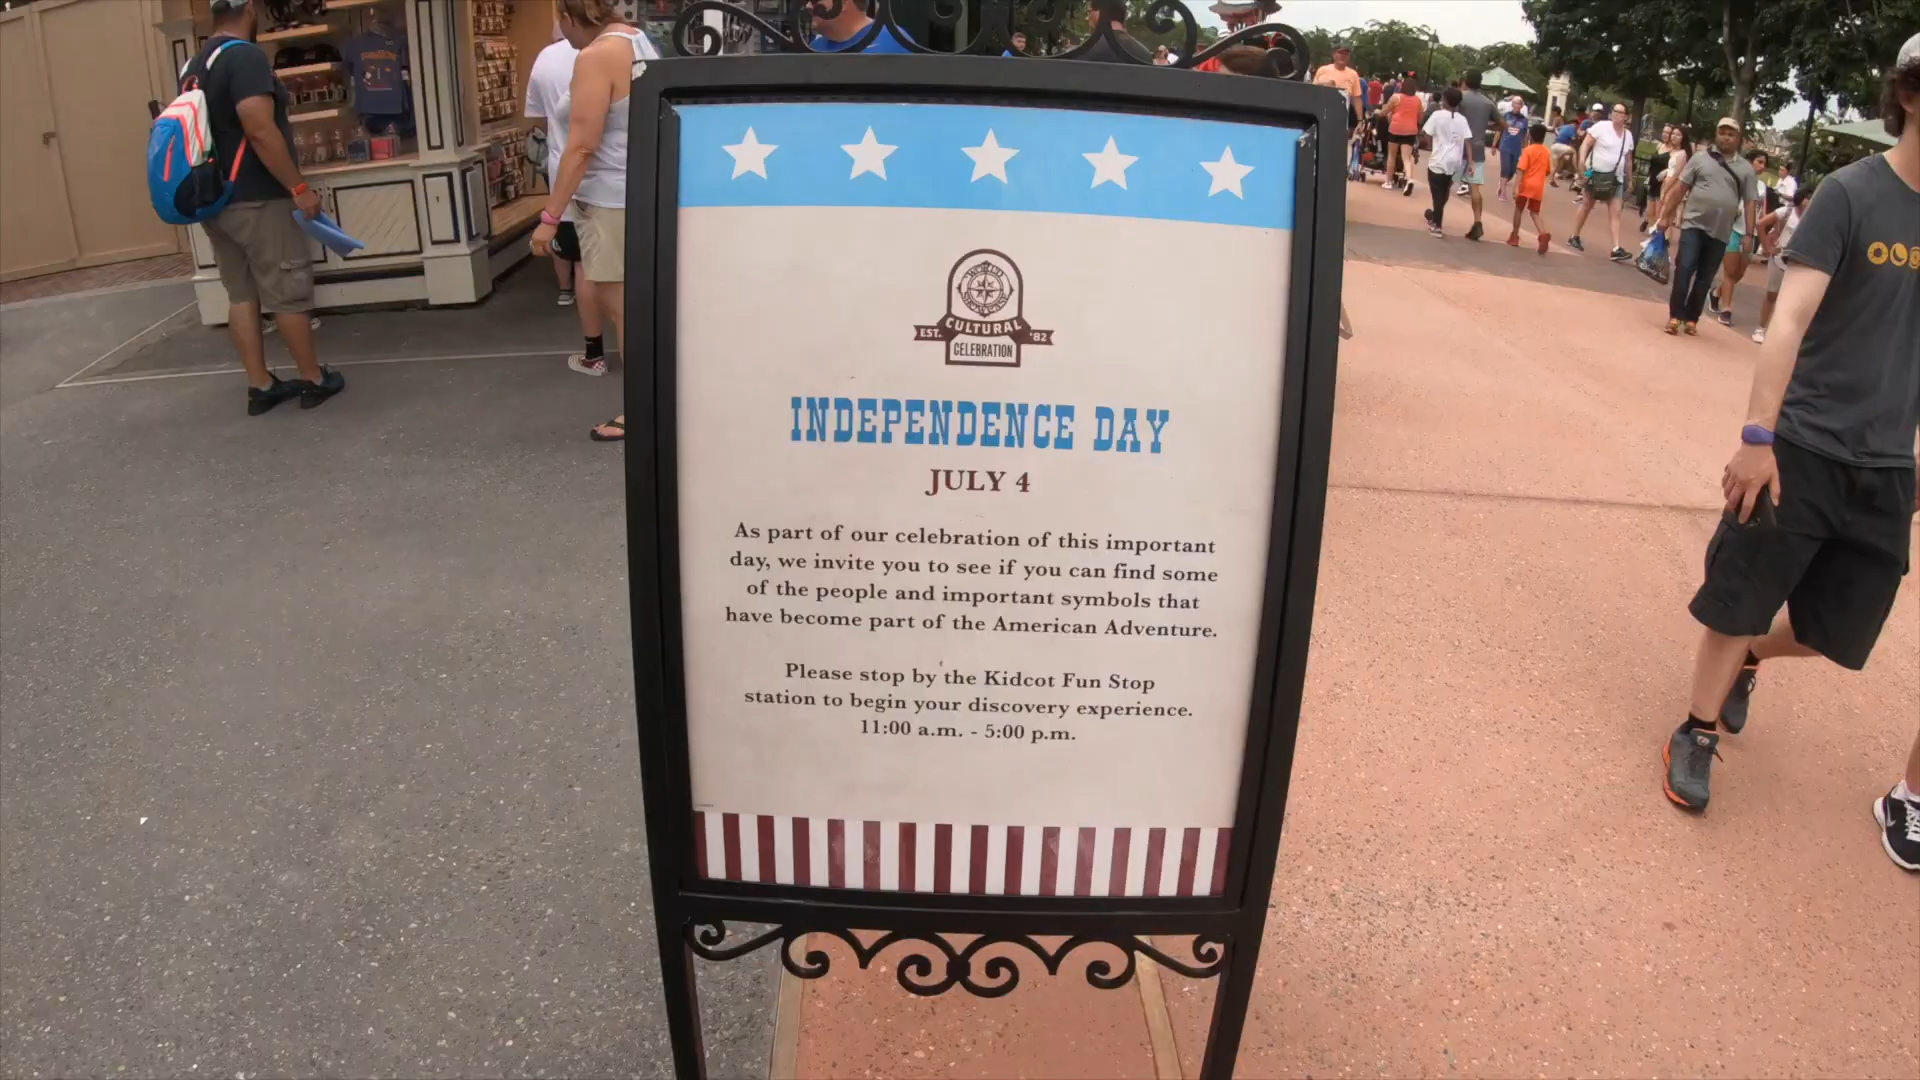 WORLD
SHOWCASE
EST. CULTURAL '82
CELEBRATION
INDEPENDENCE DAY
JULY 4
As part of our celebration of this important
day, we invite you to see if you can find some
of the people and important symbols that
have become part of the American Adventure.
Please stop by the Kidcot Fun Stop
station to begin your discovery experience.
11:00 a.m. - 5:00 p.m.